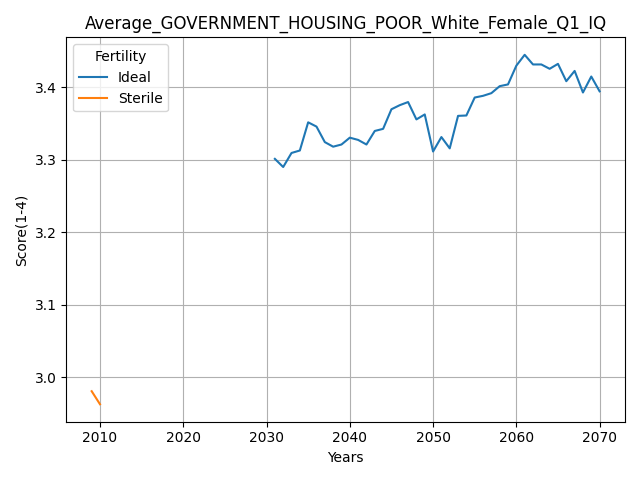 Average_GOVERNMENT_HOUSING_POOR_White_Female_Q1_IQ
Fertility
Ideal
Sterile
Score(1-4)
3.4
3.3
3.2
3.1
3.0
2010 2020 2030 2040 2050 2060 2070
Years